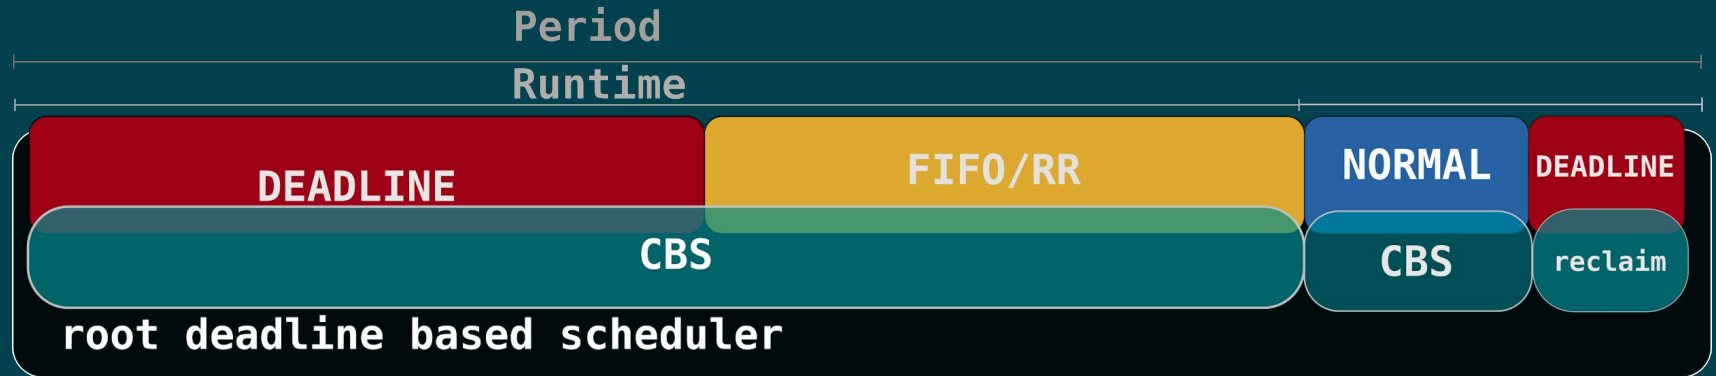 Period
Runtime
DEADLINE
FIFO/RR
NORMAL
DEADLINE
CBS
CBS
reclaim
root deadline based scheduler